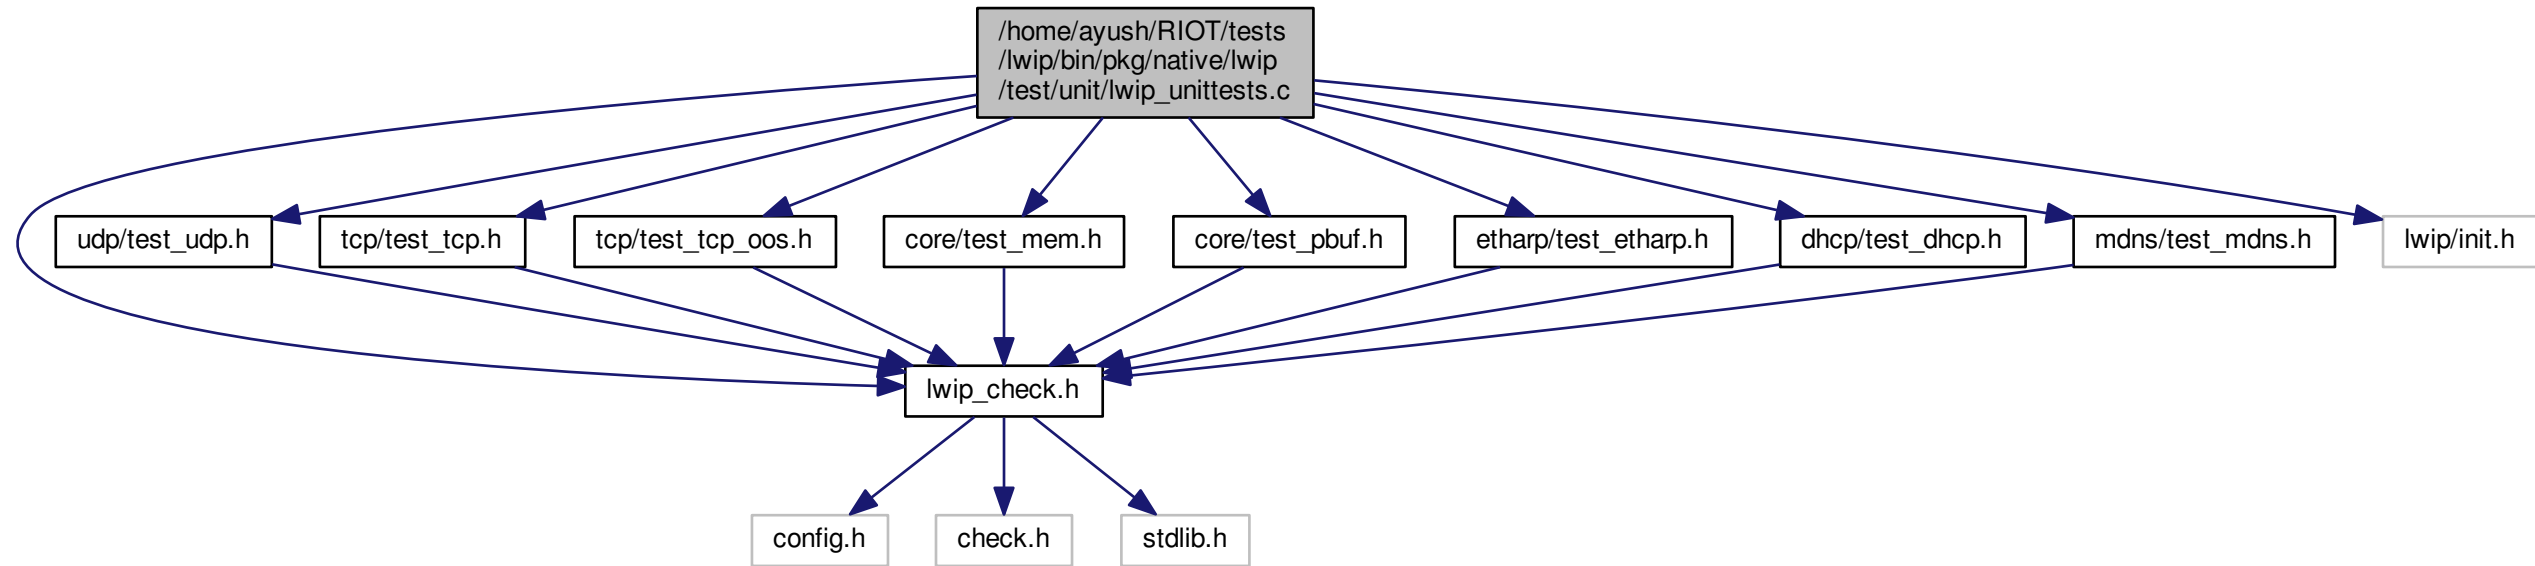 /home/ayush/RIOT/tests
/lwip/bin/pkg/native/lwip
/test/unit/lwip_unittests.c
udp/test_udp.h
tcp/test_tcp.h
tcp/test_tcp_oos.h
core/test_mem.h
core/test_pbuf.h
etharp/test_etharp.h
dhcp/test_dhcp.h
mdns/test_mdns.h
lwip/init.h
lwip_check.h
config.h
check.h
stdlib.h